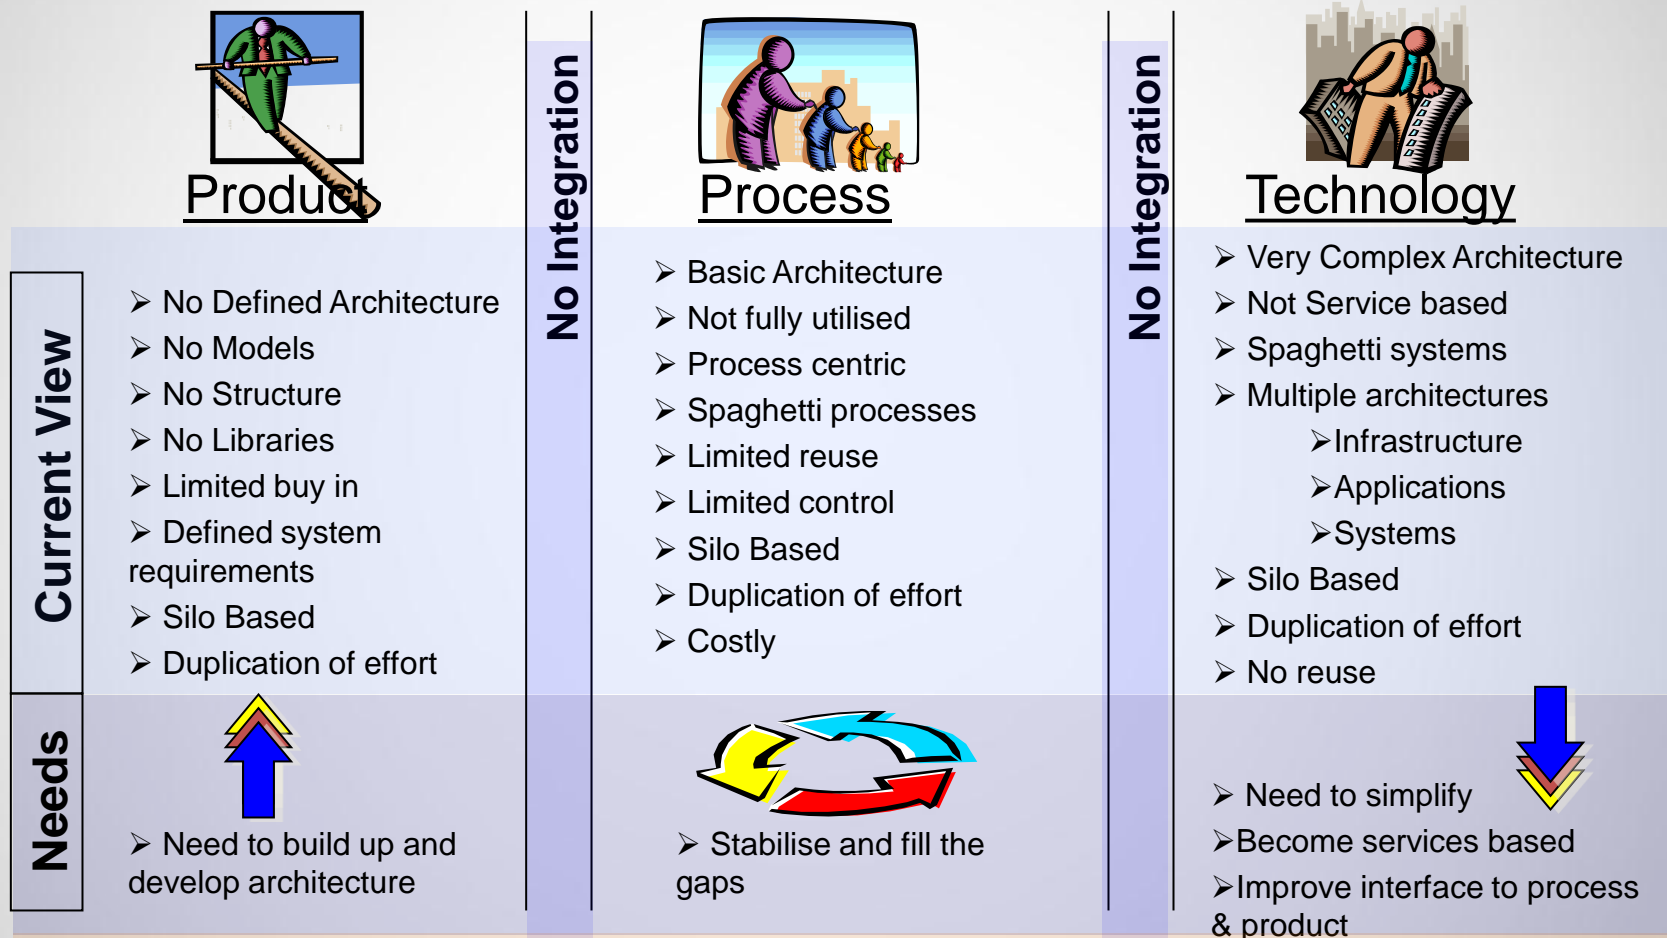 Product
No Integration
Process
No Integration
Technology
Current View
➢ No Defined Architecture
➢ No Models
➢ No Structure
➢ No Libraries
➢ Limited buy in
➢ Defined system
requirements
➢ Silo Based
➢ Duplication of effort
➢ Basic Architecture
➢ Not fully utilised
➢ Process centric
➢ Spaghetti processes
➢ Limited reuse
➢ Limited control
➢ Silo Based
➢ Duplication of effort
➢ Costly
➢ Very Complex Architecture
➢ Not Service based
➢ Spaghetti systems
➢ Multiple architectures
➢Infrastructure
➢Applications
➢Systems
➢ Silo Based
➢ Duplication of effort
➢ No reuse
Needs
➢ Need to build up and
develop architecture
➢ Stabilise and fill the
gaps
➢ Need to simplify
➢Become services based
➢Improve interface to process
& product